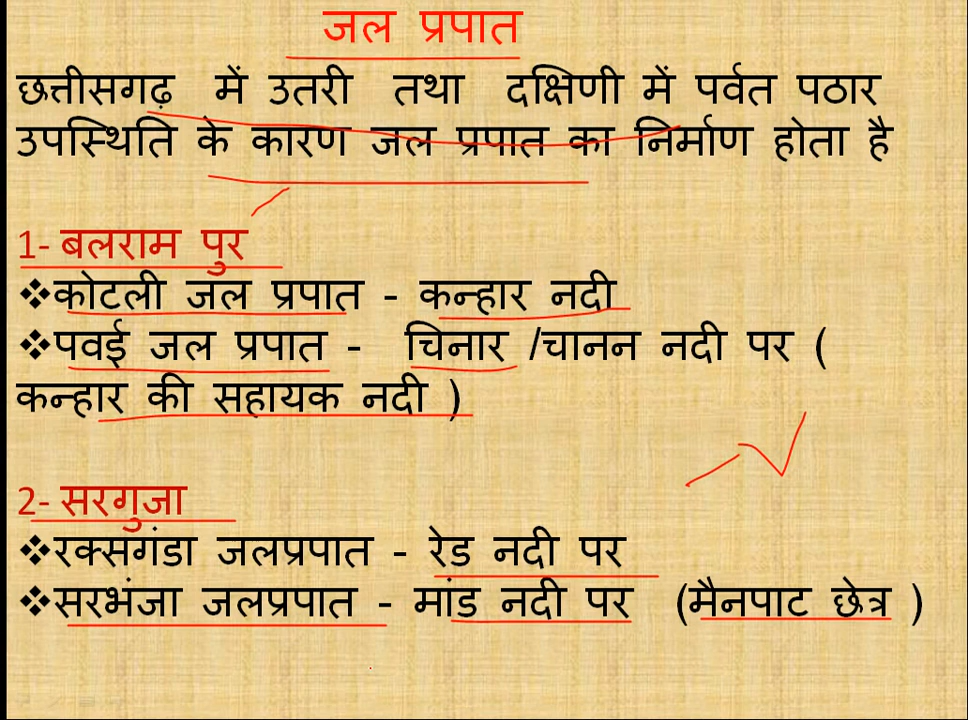 जल प्रपात
छत्तीसगढ़ में उतरी तथा दक्षिणी में पर्वत पठार
उपस्थिति के कारण जल प्रपात का निर्माण होता है
1- बलराम पुर
❖कोटली जल प्रपात - कन्हार नदी
❖पवई जल प्रपात - चिनार /चानन नदी पर (
कन्हार की सहायक नदी )
2- सरगुजा
❖रक्सगंडा जलप्रपात - रेड नदी पर
❖सरभंजा जलप्रपात - मांड नदी पर (मैनपाट छेत्र )